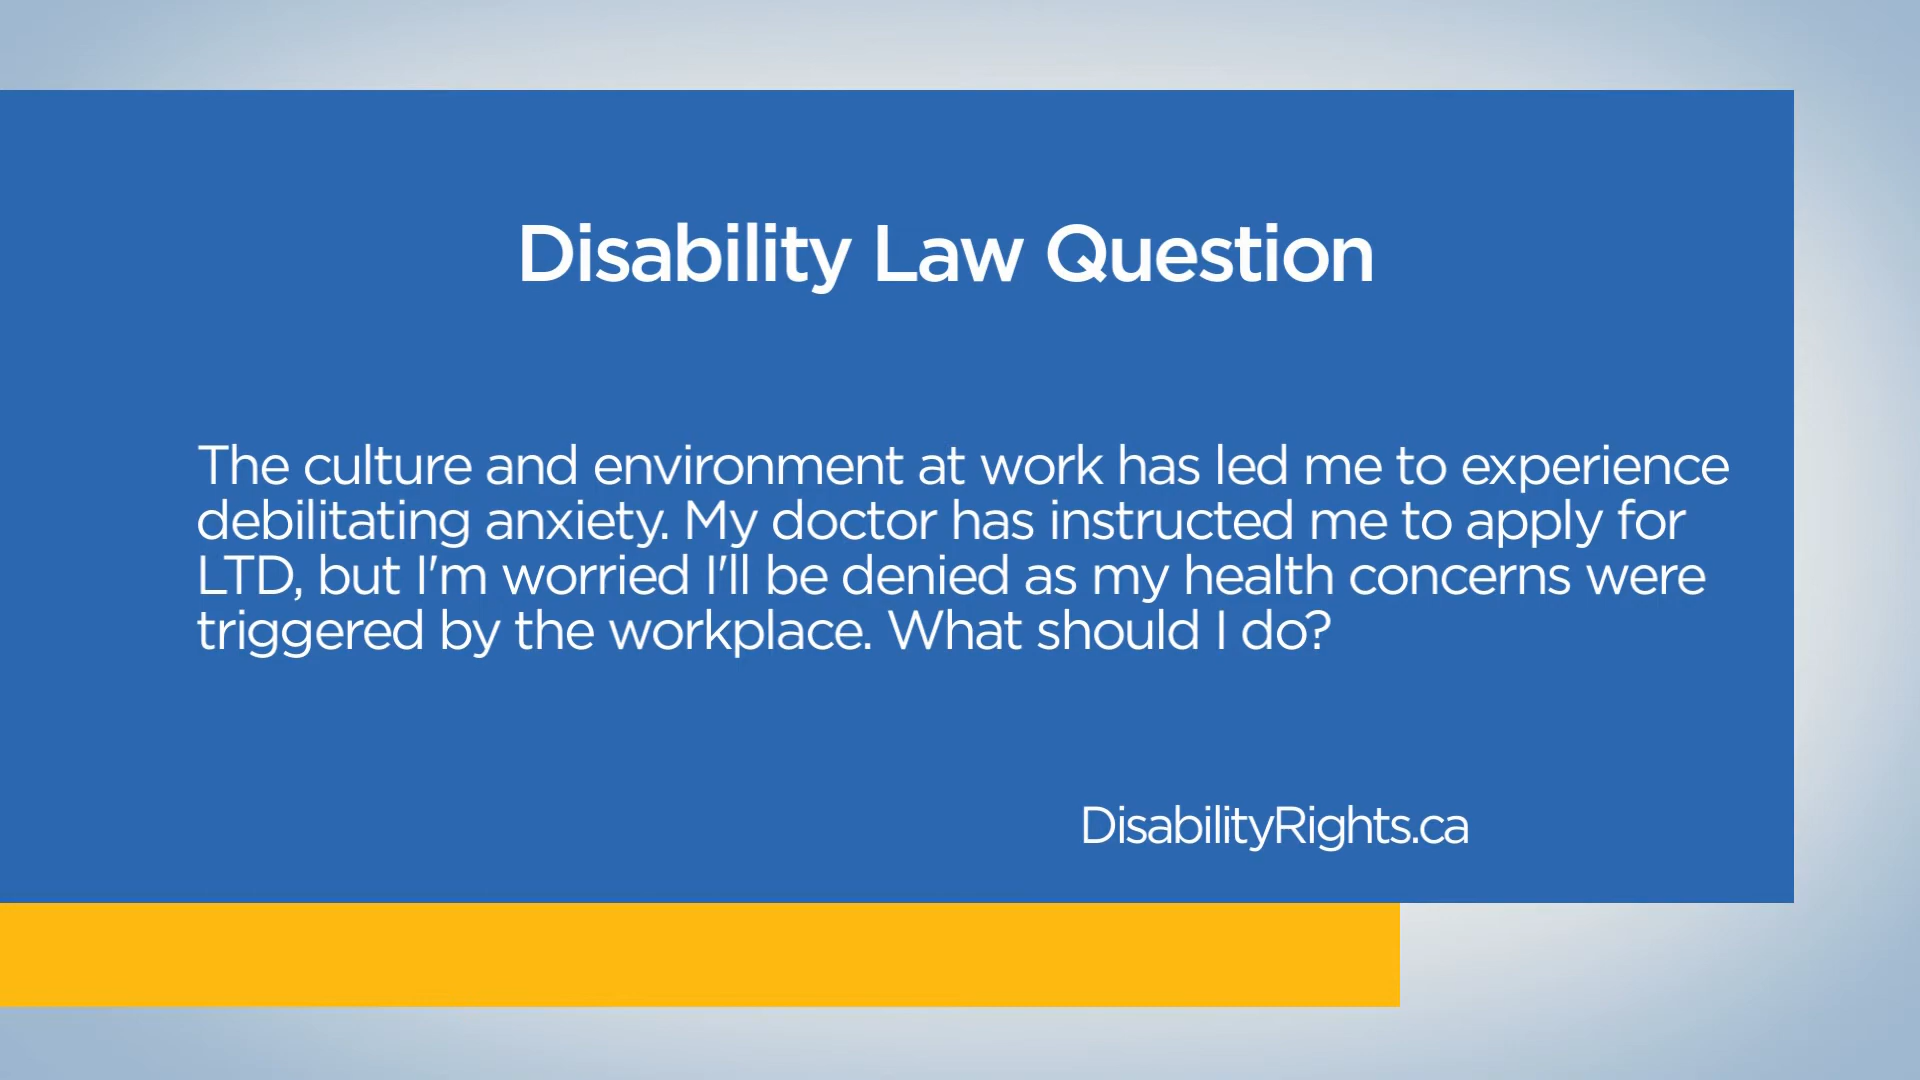 Disability Law Question
The culture and environment at work has led me to experience
debilitating anxiety. My doctor has instructed me to apply for
LTD, but I'm worried I'll be denied as my health concerns were
triggered by the workplace. What should I do?
DisabilityRights.ca